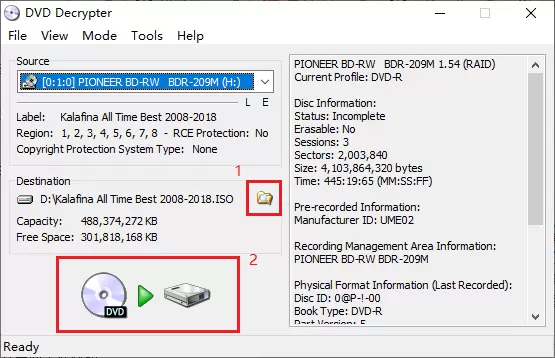 DVD Decrypter
File View Mode Tools Help
Source
[0:1:0] PIONEER BD-RW BDR-209M (H:)
L E
Label: Kalafina All Time Best 2008-2018
Region: 1, 2, 3, 4, 5, 6, 7, 8 - RCE Protection: No
Copyright Protection System Type: None
1
Destination
D:\Kalafina All Time Best 2008-2018.ISO
Capacity: 488,374,272 KB
Free Space: 301,818,168 KB
2
DVD
PIONEER BD-RW BDR-209M 1.54 (RAID)
Current Profile: DVD-R
Disc Information:
Status: Incomplete
Erasable: No
Sessions: 3
Sectors: 2,003,840
Size: 4,103,864,320 bytes
Time: 445:19:65 (MM:SS:FF)
Pre-recorded Information:
Manufacturer ID: UME02
Recording Management Area Information:
PIONEER BD-RW BDR-209M
Physical Format Information (Last Recorded):
Disc ID: 0@P-!-00
Book Type: DVD-R
Part Version: 5
Ready